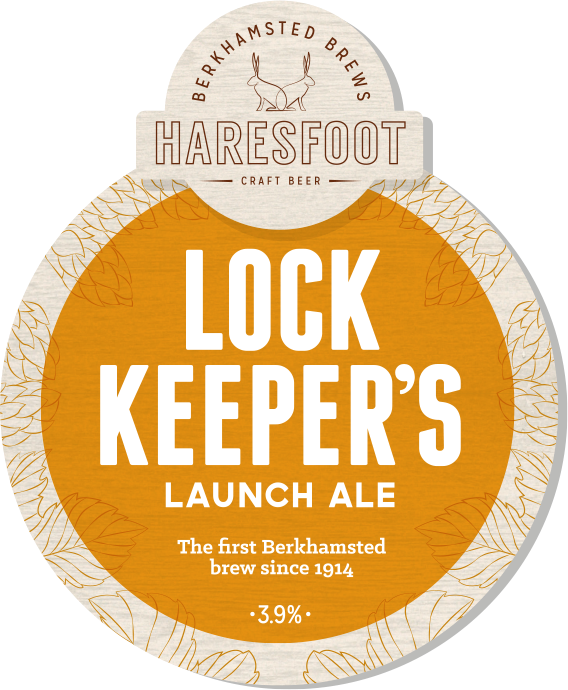 BERKHAMSTED BREWS
HARESFOOT
CRAFT BEER
LOCK
KEEPER'S
LAUNCH ALE
The first Berkhamsted
brew since 1914
·3.9%·